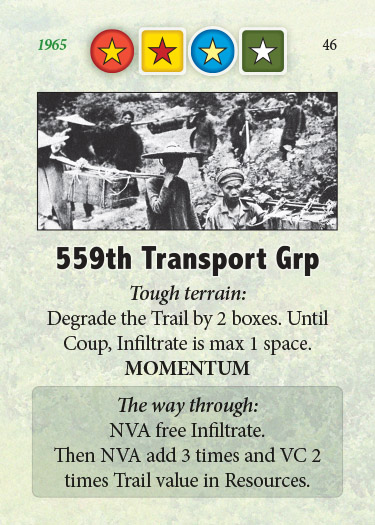 1965
46
559th Transport Grp
Tough terrain:
Degrade the Trail by 2 boxes. Until
Coup, Infiltrate is max 1 space.
MOMENTUM
The way through:
NVA free Infiltrate.
Then NVA add 3 times and VC 2
times Trail value in Resources.